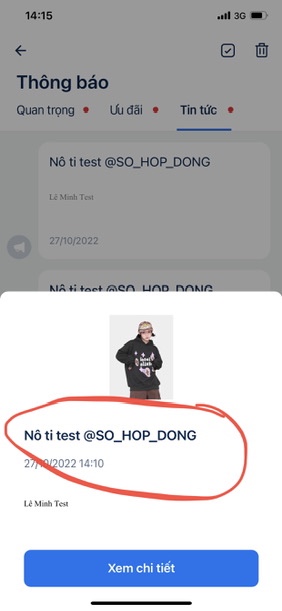 14:15
3G
Thông báo
Quan trọng
Ưu đãi
Tin tức
Nô ti test @SO_HOP_DONG
Lê Minh Test
27/10/2022
Nô ti test @SO_HOP_DONG
Nô ti test @SO_HOP_DONG
27/10/2022 14:10
Lê Minh Test
Xem chi tiết